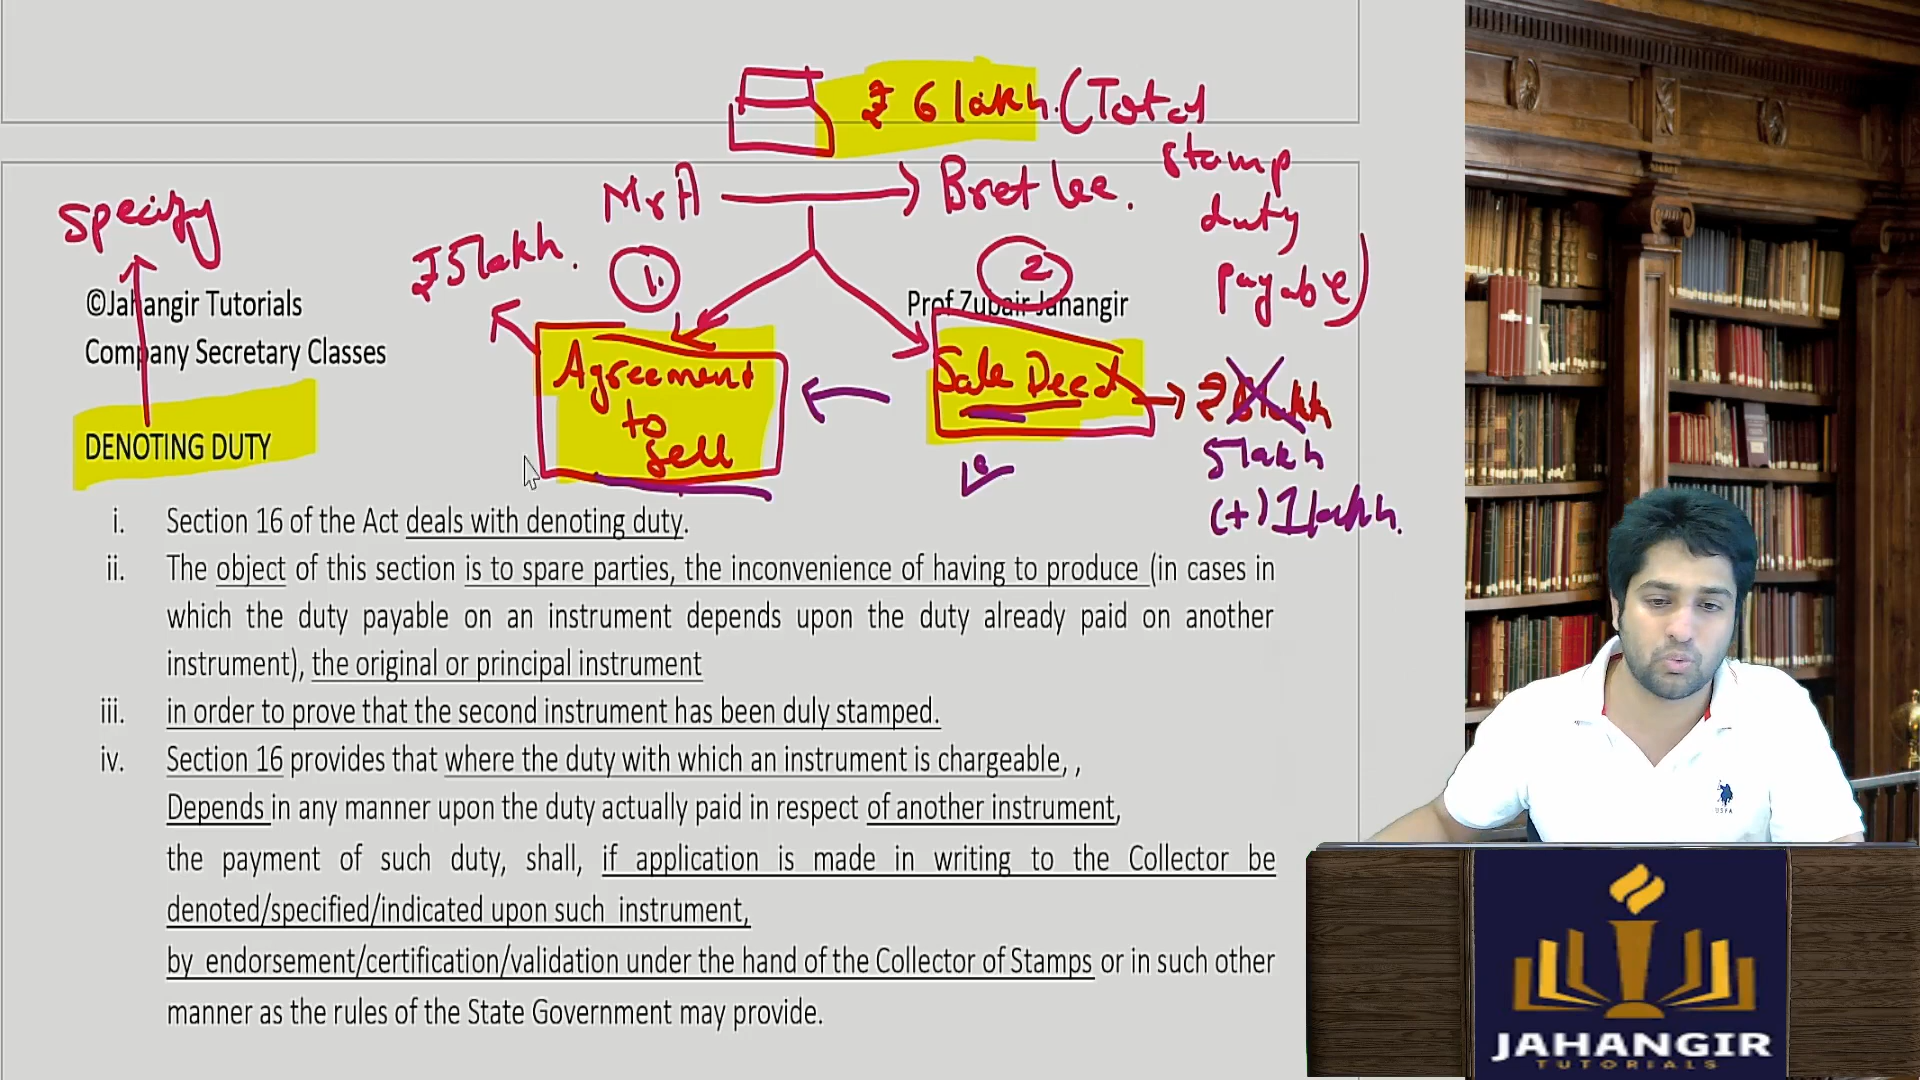 ₹ 6 lakh. (Total
stamp
duty
payable)
Mr A → Bret Lee.
Specify
₹ 5 lakh.
1.
2
©Jahangir Tutorials
Prof Zubair Jahangir
Company Secretary Classes
Agreement
to
Sell
Sale Deed
5 lakh
(+) 1 lakh.
DENOTING DUTY
i. Section 16 of the Act deals with denoting duty.
ii. The object of this section is to spare parties, the inconvenience of having to produce (in cases in
which the duty payable on an instrument depends upon the duty already paid on another
instrument), the original or principal instrument
iii. in order to prove that the second instrument has been duly stamped.
iv. Section 16 provides that where the duty with which an instrument is chargeable, ,
Depends in any manner upon the duty actually paid in respect of another instrument,
the payment of such duty, shall, if application is made in writing to the Collector be
denoted/specified/indicated upon such instrument,
by endorsement/certification/validation under the hand of the Collector of Stamps or in such other
manner as the rules of the State Government may provide.
JAHANGIR
TUTORIALS